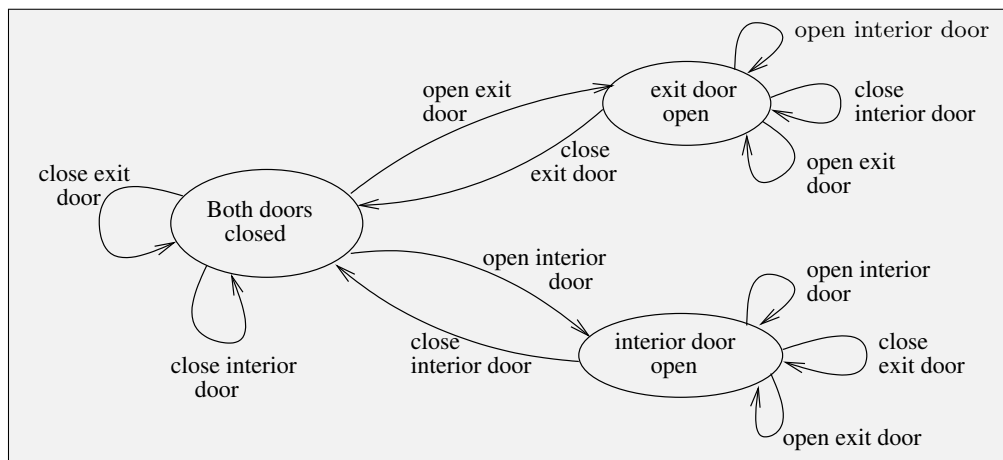 open interior door
open exit
door
exit door
open
close
interior door
close
exit door
open exit
door
close exit
door
Both doors
closed
open interior
door
close interior
door
close
interior door
interior door
open
open interior
door
close
exit door
open exit door